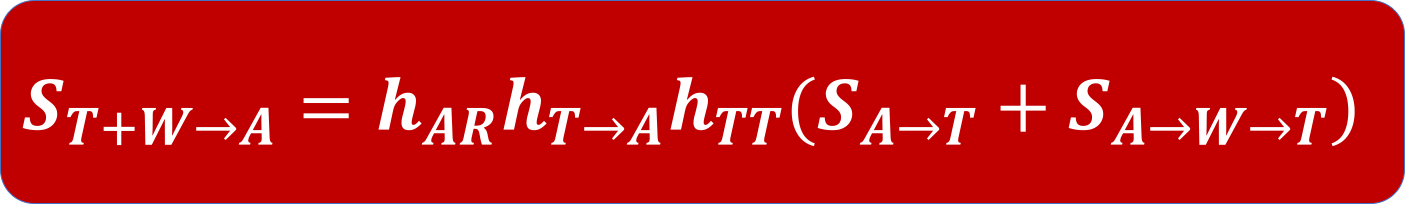 S_{T+W→A} = h_{AR}h_{T→A}h_{TT}(S_{A→T} + S_{A→W→T})